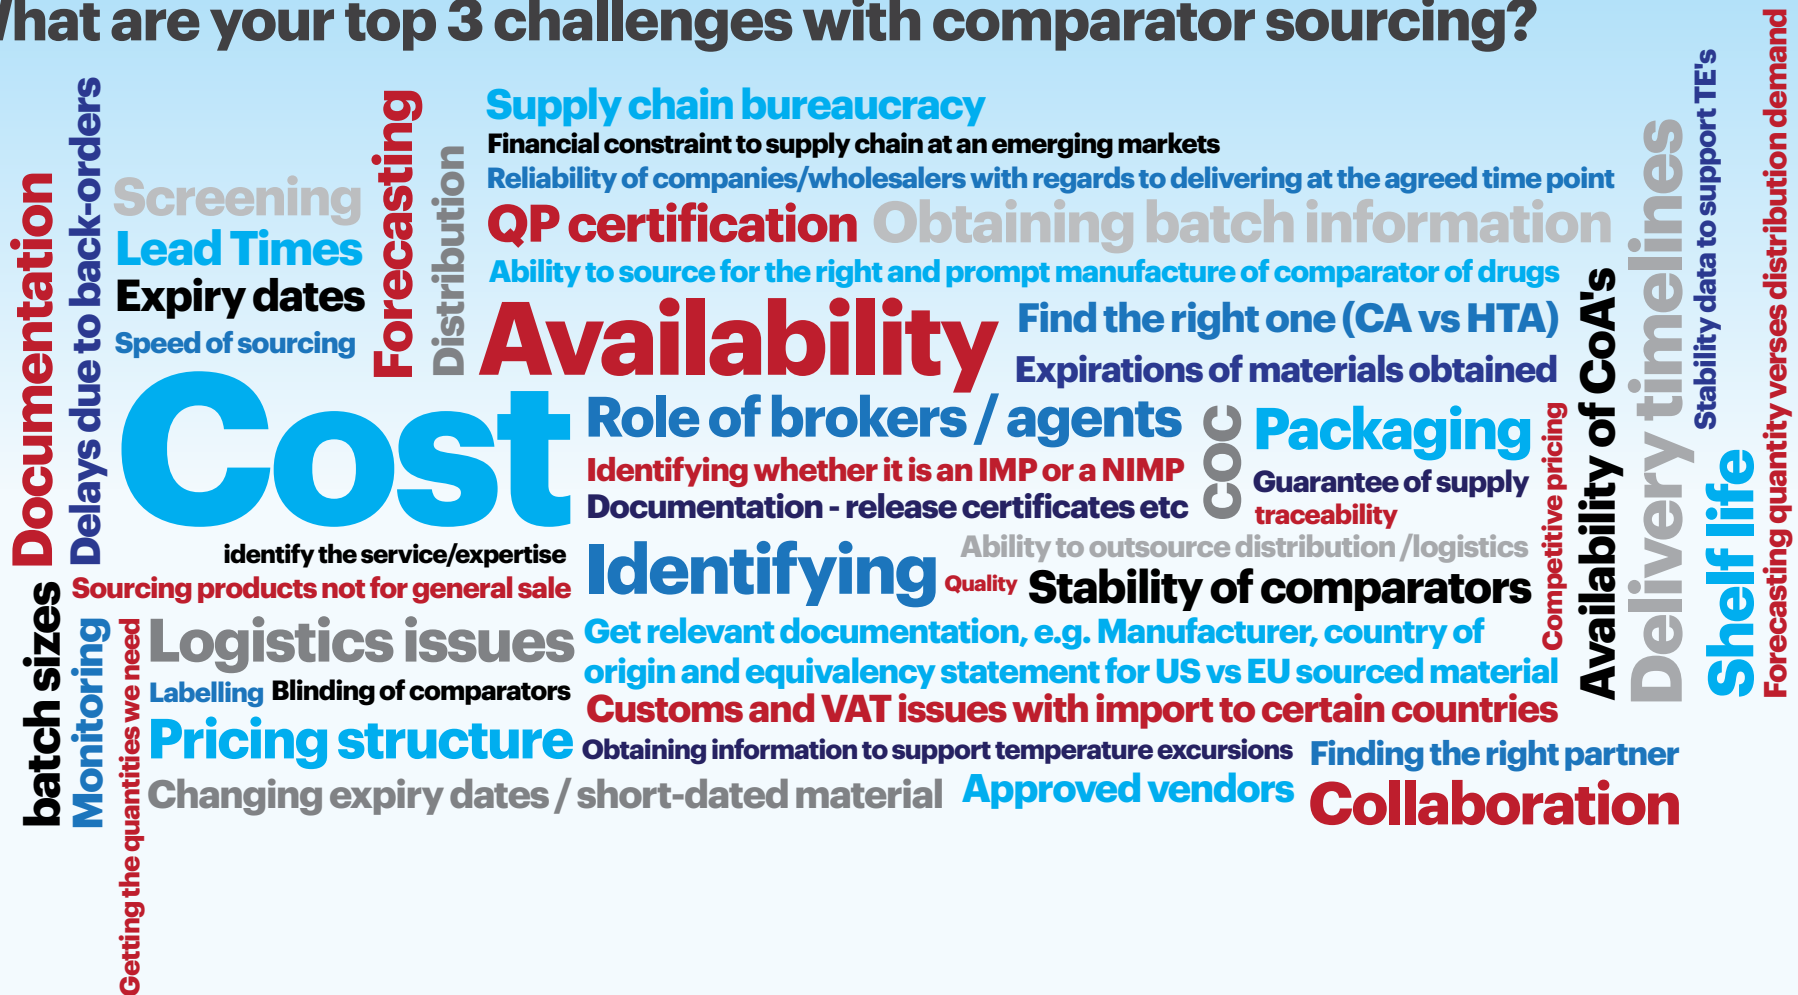 What are your top 3 challenges with comparator sourcing?
Documentation
Delays due to back-orders
Screening
Lead Times
Expiry dates
Speed of sourcing
Forecasting
Distribution
Supply chain bureaucracy
Financial constraint to supply chain at an emerging markets
Reliability of companies/wholesalers with regards to delivering at the agreed time point
QP certification
Obtaining batch information
Ability to source for the right and prompt manufacture of comparator of drugs
Availability
Find the right one (CA vs HTA)
Expirations of materials obtained
Cost
Role of brokers / agents
Identifying whether it is an IMP or a NIMP
Documentation - release certificates etc
COC
Packaging
Guarantee of supply
traceability
Competitive pricing
Availability of CoA's
Delivery timelines
Stability data to support TE's
Shelf life
Forecasting quantity verses distribution demand
identify the service/expertise
Sourcing products not for general sale
Identifying
Ability to outsource distribution /logistics
Quality
Stability of comparators
batch sizes
Monitoring
Getting the quantities we need
Logistics issues
Labelling
Blinding of comparators
Get relevant documentation, e.g. Manufacturer, country of
origin and equivalency statement for US vs EU sourced material
Customs and VAT issues with import to certain countries
Pricing structure
Obtaining information to support temperature excursions
Finding the right partner
Changing expiry dates / short-dated material
Approved vendors
Collaboration